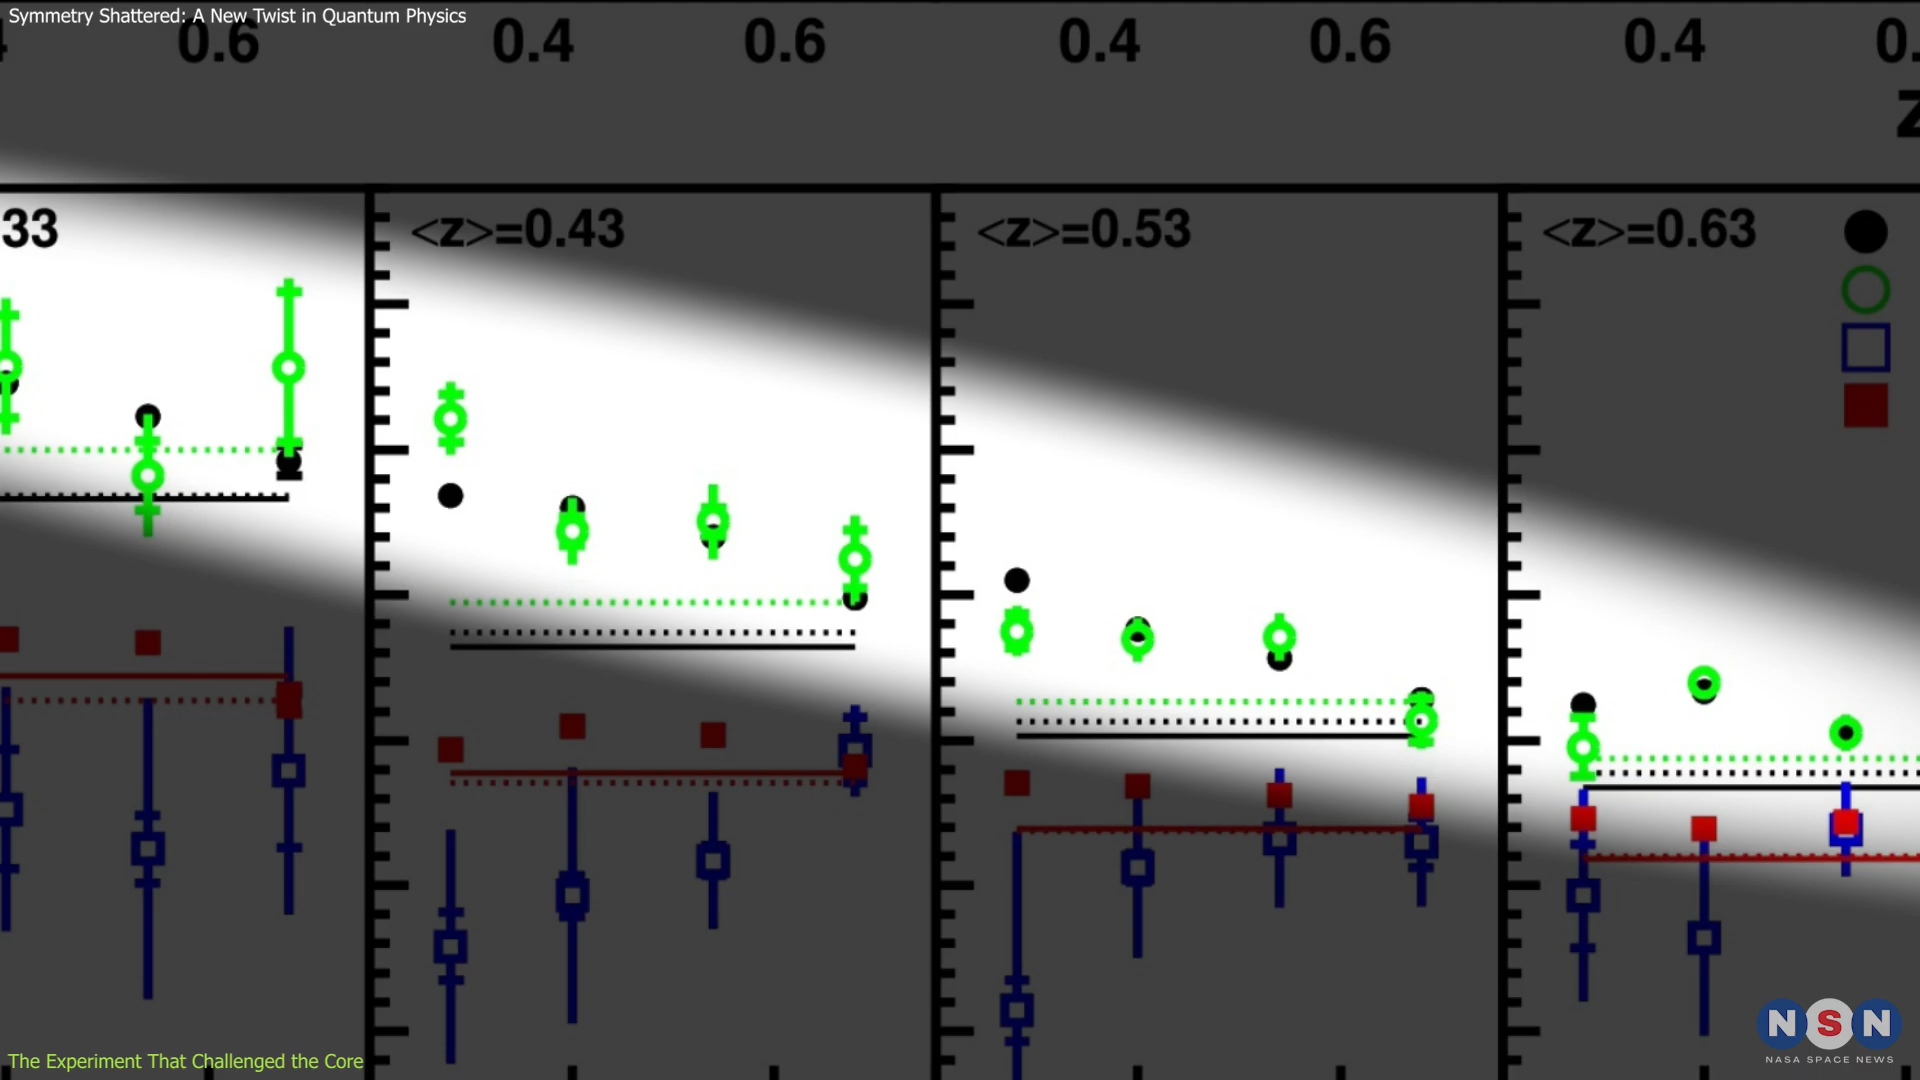 Symmetry Shattered: A New Twist in Quantum Physics
0.6 0.4 0.6 0.4 0.6 0.4
z
33 <z>=0.43 <z>=0.53 <z>=0.63
The Experiment That Challenged the Core
NSN
NASA SPACE NEWS